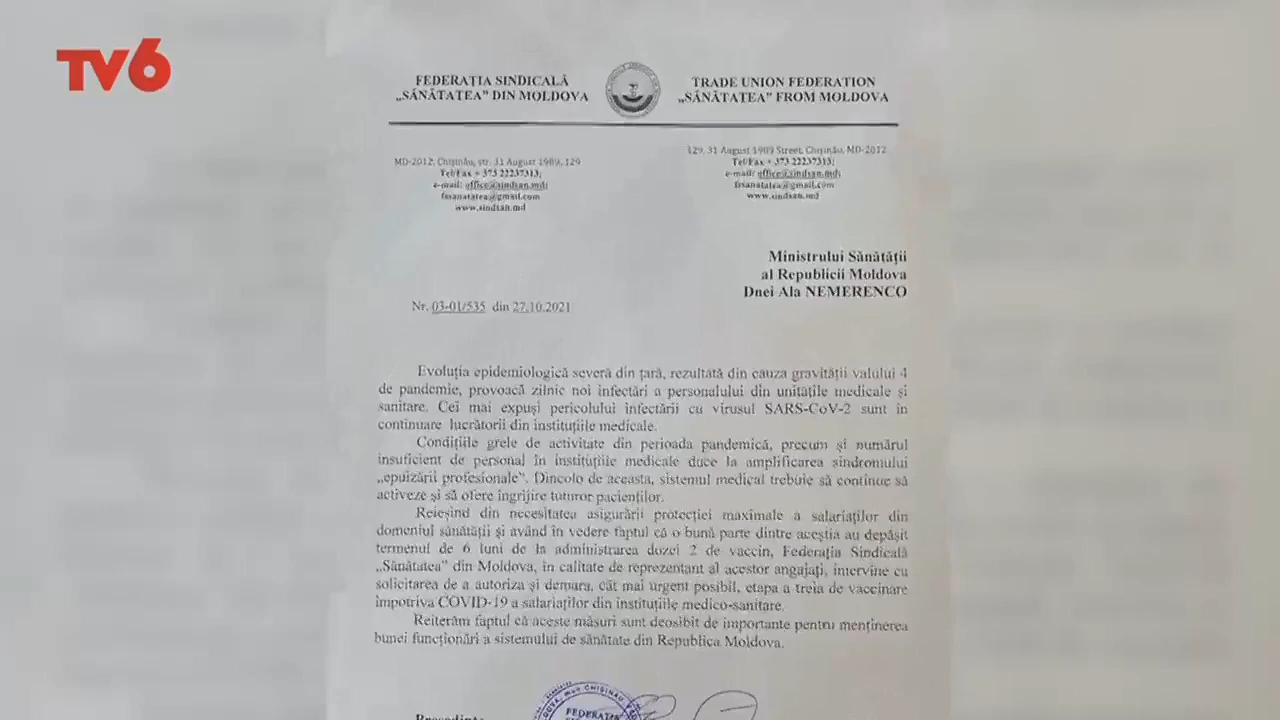 TV6
FEDERAȚIA SINDICALĂ
„SĂNĂTATEA” DIN MOLDOVA
TRADE UNION FEDERATION
„SĂNĂTATEA” FROM MOLDOVA
MD-2012, Chișinău, str. 31 August 1989, 129
Tel/Fax + 373 22237313;
e-mail: office@sindsan.md;
fssanatatea@gmail.com
www.sindsan.md
129, 31 August 1989 Street, Chișinău, MD-2012
Tel/Fax + 373 22237313;
e-mail: office@sindsan.md;
fssanatatea@gmail.com
www.sindsan.md
Ministrului Sănătății
al Republicii Moldova
Dnei Ala NEMERENCO
Nr. 03-01/535 din 27.10.2021
Evoluția epidemiologică severă din țară, rezultată din cauza gravității valului 4
de pandemie, provoacă zilnic noi infectări a personalului din unitățile medicale și
sanitare. Cei mai expuși pericolului infectării cu virusul SARS-CoV-2 sunt în
continuare lucrătorii din instituțiile medicale.
Condițiile grele de activitate din perioada pandemică, precum și numărul
insuficient de personal în instituțiile medicale duce la amplificarea sindromului
„epuizării profesionale”. Dincolo de aceasta, sistemul medical trebuie să continue să
activeze și să ofere îngrijire tuturor pacienților.
Reieșind din necesitatea asigurării protecției maximale a salariaților din
domeniul sănătății și având în vedere faptul că o bună parte dintre aceștia au depășit
termenul de 6 luni de la administrarea dozei 2 de vaccin, Federația Sindicală
„Sănătatea” din Moldova, în calitate de reprezentant al acestor angajați, intervine cu
solicitarea de a autoriza și demara, cât mai urgent posibil, etapa a treia de vaccinare
împotriva COVID-19 a salariaților din instituțiile medico-sanitare.
Reiterăm faptul că aceste măsuri sunt deosibit de importante pentru menținerea
bunei funcționări a sistemului de sănătate din Republica Moldova.
Președinte
FEDERAȚIA